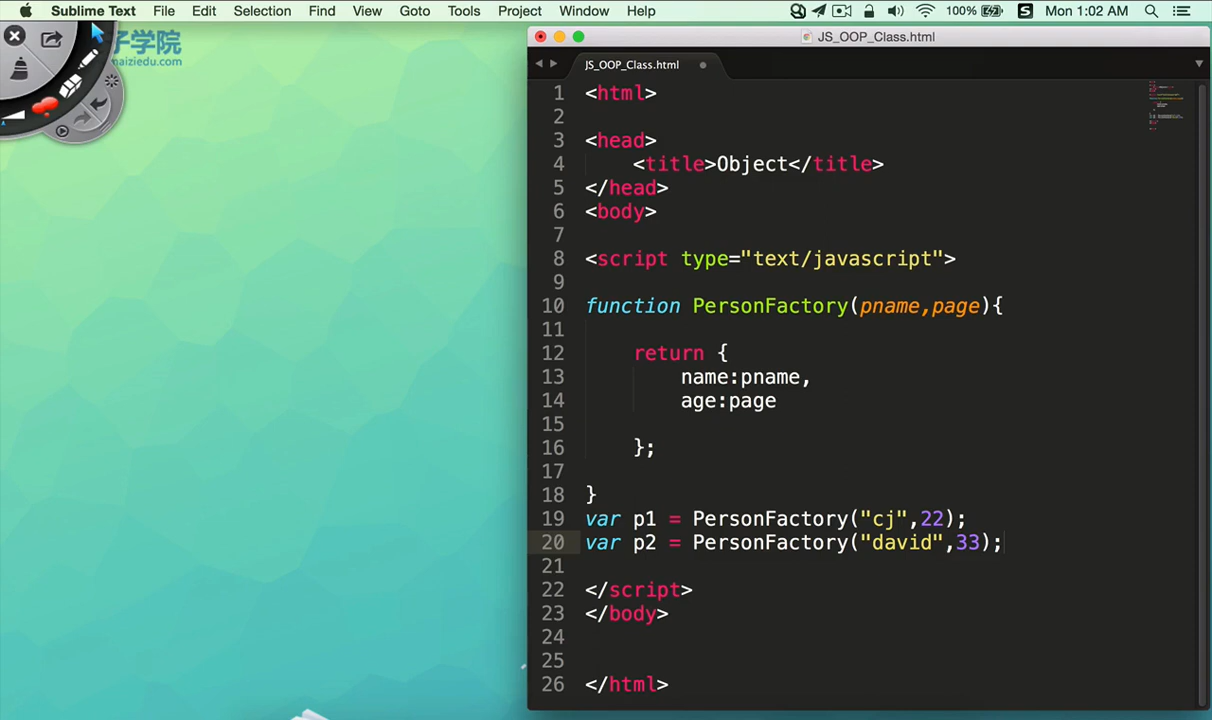 Sublime Text File Edit Selection Find View Goto Tools Project Window Help 100% S Mon 1:02 AM
子学院
maiziedu.com
JS_OOP_Class.html
JS_OOP_Class.html
1 <html>
2
3 <head>
4 <title>Object</title>
5 </head>
6 <body>
7
8 <script type="text/javascript">
9
10 function PersonFactory(pname,page){
11
12 return {
13 name:pname,
14 age:page
15
16 };
17
18 }
19 var p1 = PersonFactory("cj",22);
20 var p2 = PersonFactory("david",33);
21
22 </script>
23 </body>
24
25
26 </html>